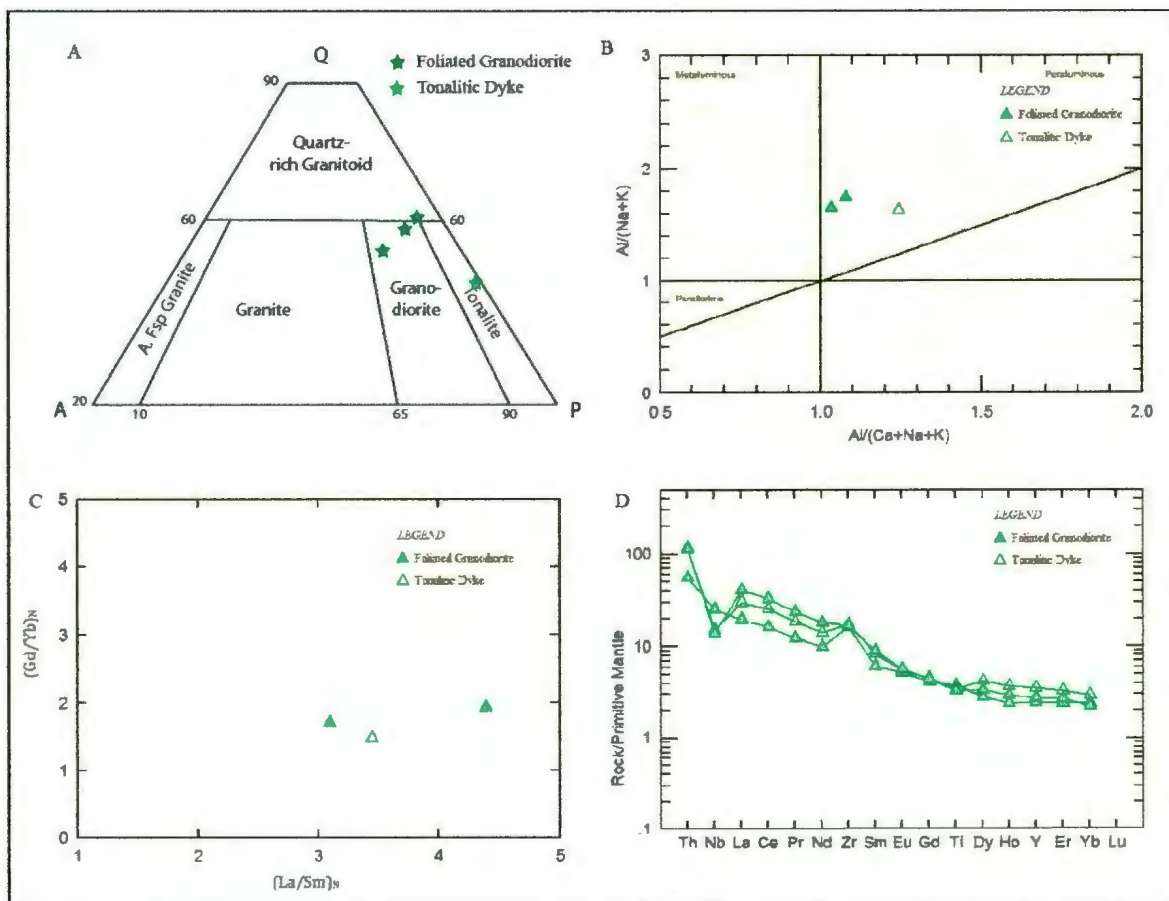 A
Q
★ Foliated Granodiorite
★ Tonalitic Dyke
90
Quartz-
rich Granitoid
60
60
A. Fsp Granite
Granite
Grano-
diorite
Tonalite
20
A
10
65
90
P
B
Al/(Na+K)
3
2
1
0
Metaluminous
Peraluminous
LEGEND
Foliated Granodiorite
Tonalitic Dyke
Peralkaline
0.5
1.0
1.5
2.0
Al/(Ca+Na+K)
C
(Gd/Yb)N
5
4
3
2
1
0
LEGEND
Foliated Granodiorite
Tonalitic Dyke
1
2
3
4
5
(La/Sm)N
D
Rock/Primitive Mantle
100
10
1
.1
LEGEND
Foliated Granodiorite
Tonalitic Dyke
Th Nb La Ce Pr Nd Zr Sm Eu Gd Ti Dy Ho Y Er Yb Lu